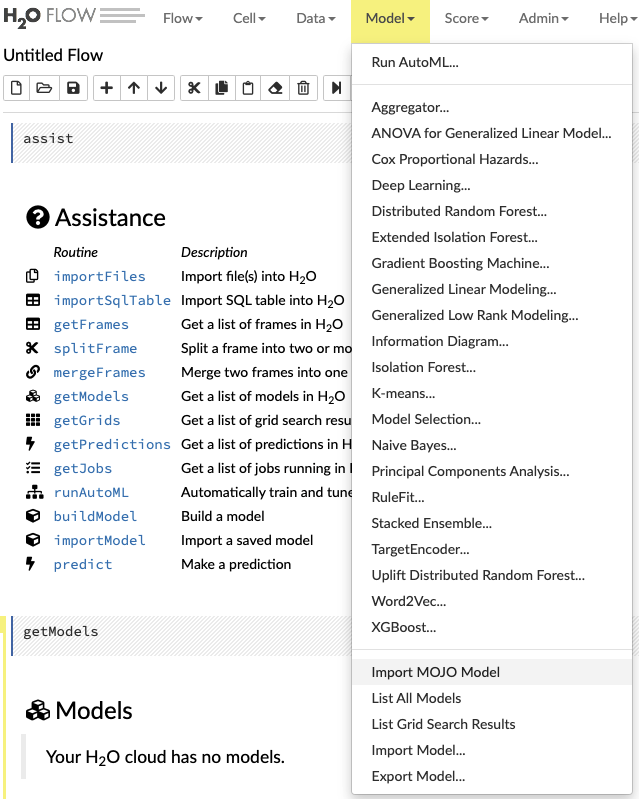 H2O FLOW
Flow Cell Data Model Score Admin Help
Untitled Flow
assist
Assistance
Routine Description
importFiles Import file(s) into H2O
importSqlTable Import SQL table into H2O
getFrames Get a list of frames in H2O
splitFrame Split a frame into two or mo
mergeFrames Merge two frames into one
getModels Get a list of models in H2O
getGrids Get a list of grid search resu
getPredictions Get a list of predictions in H
getJobs Get a list of jobs running in
runAutoML Automatically train and tune
buildModel Build a model
importModel Import a saved model
predict Make a prediction
getModels
Models
Your H2O cloud has no models.
Run AutoML...
Aggregator...
ANOVA for Generalized Linear Model...
Cox Proportional Hazards...
Deep Learning...
Distributed Random Forest...
Extended Isolation Forest...
Gradient Boosting Machine...
Generalized Linear Modeling...
Generalized Low Rank Modeling...
Information Diagram...
Isolation Forest...
K-means...
Model Selection...
Naive Bayes...
Principal Components Analysis...
RuleFit...
Stacked Ensemble...
TargetEncoder...
Uplift Distributed Random Forest...
Word2Vec...
XGBoost...
Import MOJO Model
List All Models
List Grid Search Results
Import Model...
Export Model...